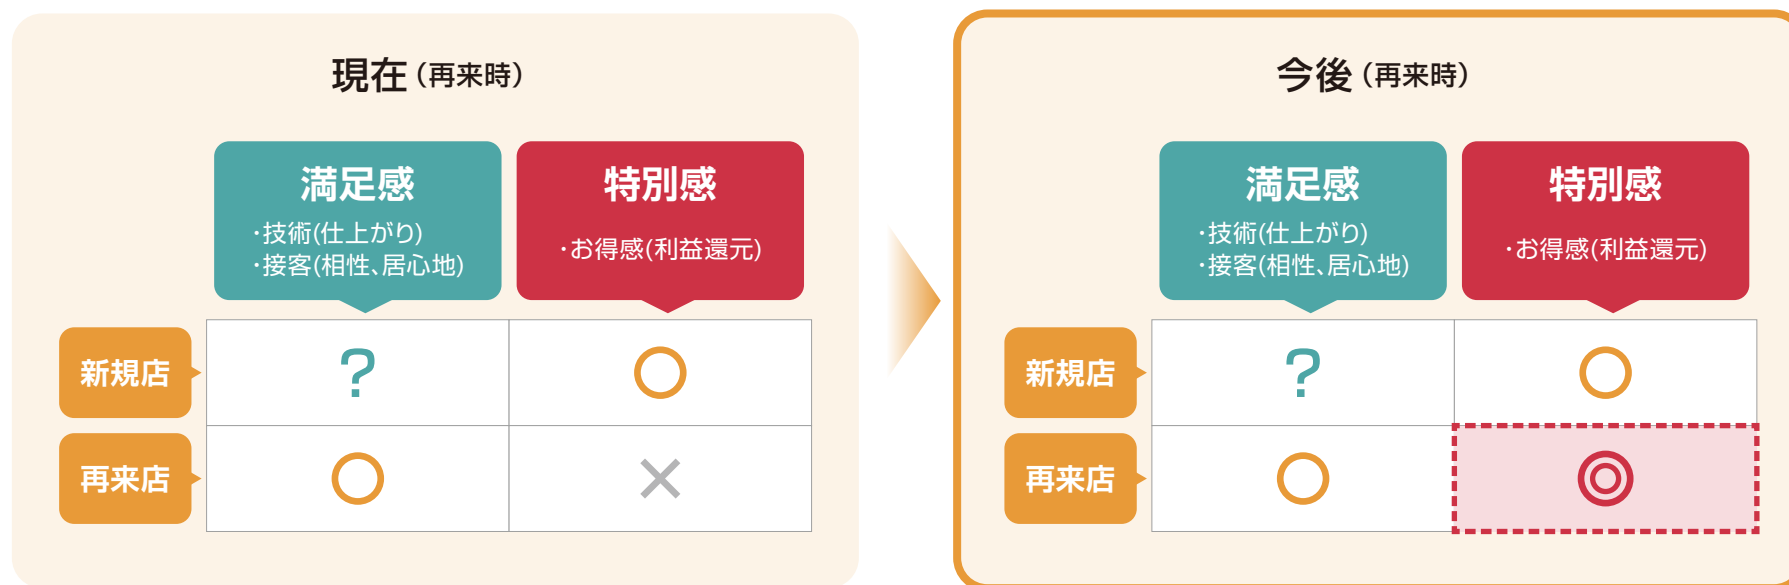 現在(再来時)
満足感
・技術(仕上がり)
・接客(相性、居心地)
特別感
・お得感(利益還元)
新規店
?
○
再来店
○
×
今後(再来時)
満足感
・技術(仕上がり)
・接客(相性、居心地)
特別感
・お得感(利益還元)
新規店
?
○
再来店
○
◎